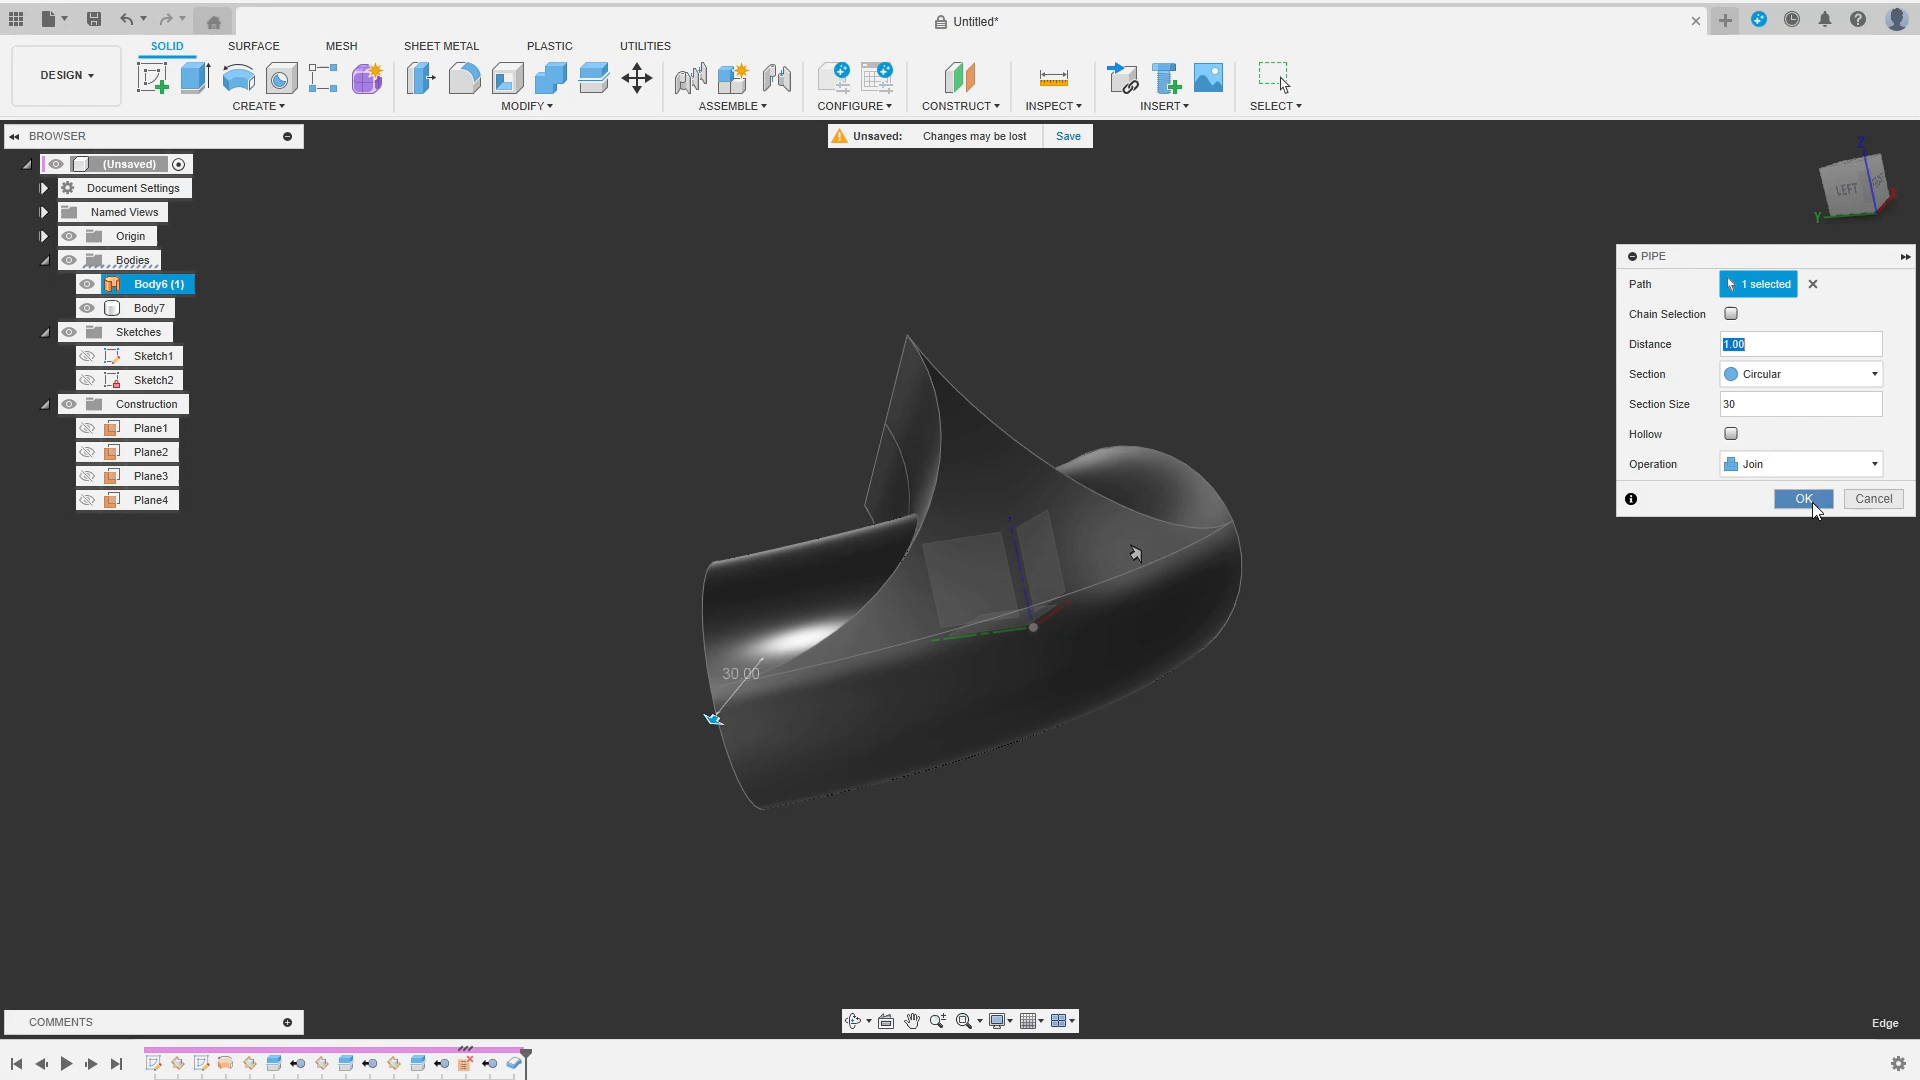 Untitled*
DESIGN
SOLID
SURFACE
MESH
SHEET METAL
PLASTIC
UTILITIES
CREATE
MODIFY
ASSEMBLE
CONFIGURE
CONSTRUCT
INSPECT
INSERT
SELECT
BROWSER
Unsaved: Changes may be lost Save
(Unsaved)
Document Settings
Named Views
Origin
Bodies
Body6 (1)
Body7
Sketches
Sketch1
Sketch2
Construction
Plane1
Plane2
Plane3
Plane4
Z
LEFT
X
Y
PIPE
Path 1 selected
Chain Selection
Distance 1.00
Section Circular
Section Size 30
Hollow
Operation Join
OK Cancel
30.00
COMMENTS
Edge